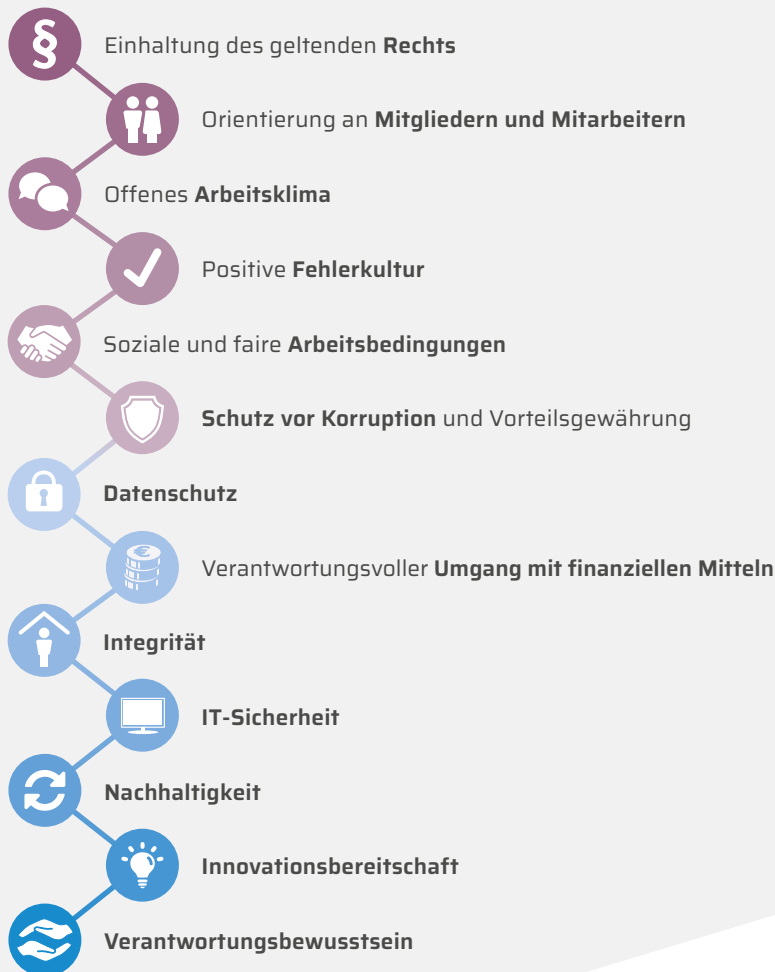 §
Einhaltung des geltenden Rechts
Orientierung an Mitgliedern und Mitarbeitern
Offenes Arbeitsklima
Positive Fehlerkultur
Soziale und faire Arbeitsbedingungen
Schutz vor Korruption und Vorteilsgewährung
Datenschutz
€
Verantwortungsvoller Umgang mit finanziellen Mitteln
Integrität
IT-Sicherheit
Nachhaltigkeit
Innovationsbereitschaft
Verantwortungsbewusstsein